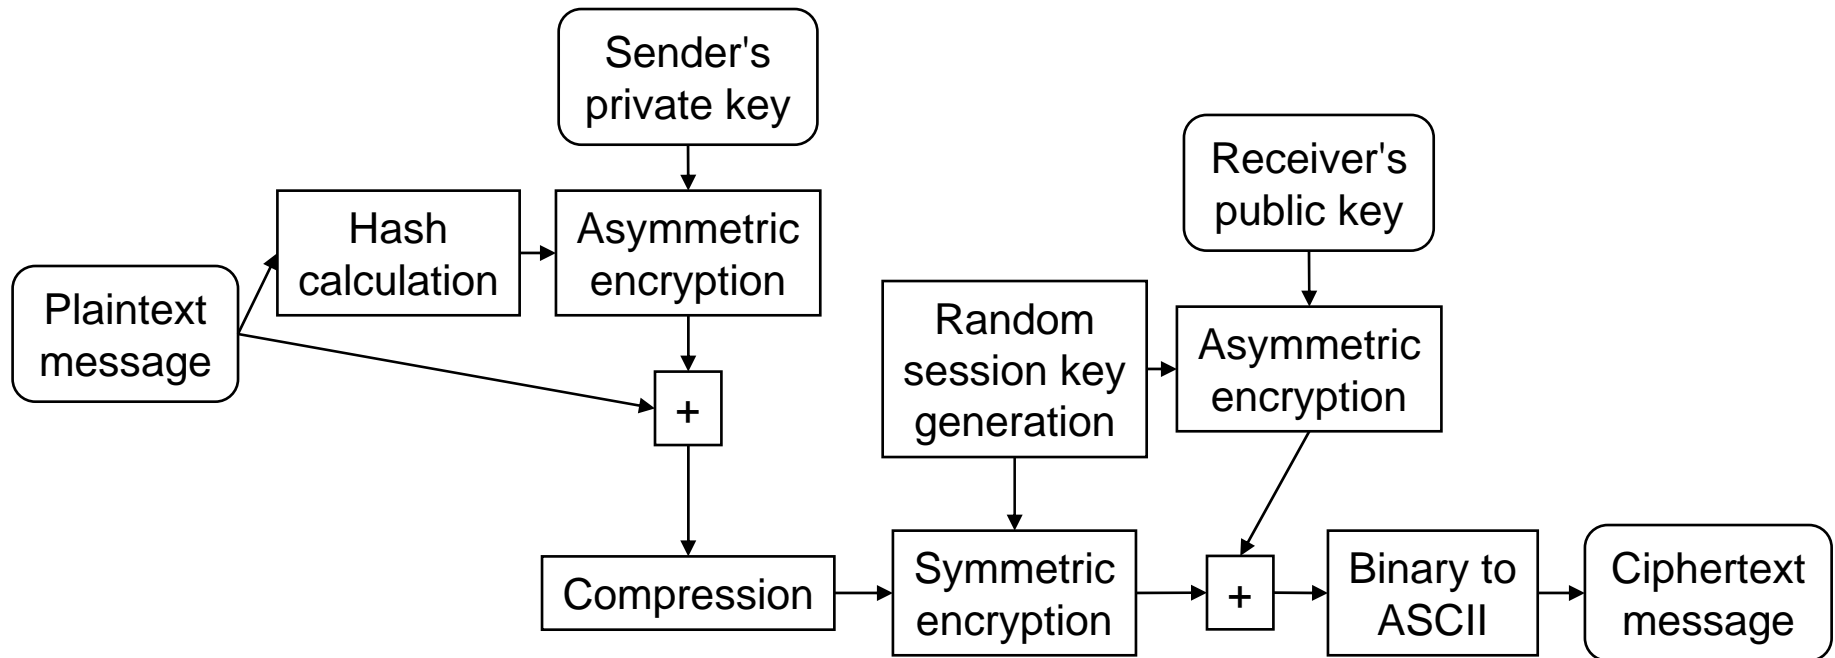 Sender's
private key
Receiver's
public key
Hash
calculation
Asymmetric
encryption
Plaintext
message
Random
session key
generation
Asymmetric
encryption
+
Compression
Symmetric
encryption
+
Binary to
ASCII
Ciphertext
message